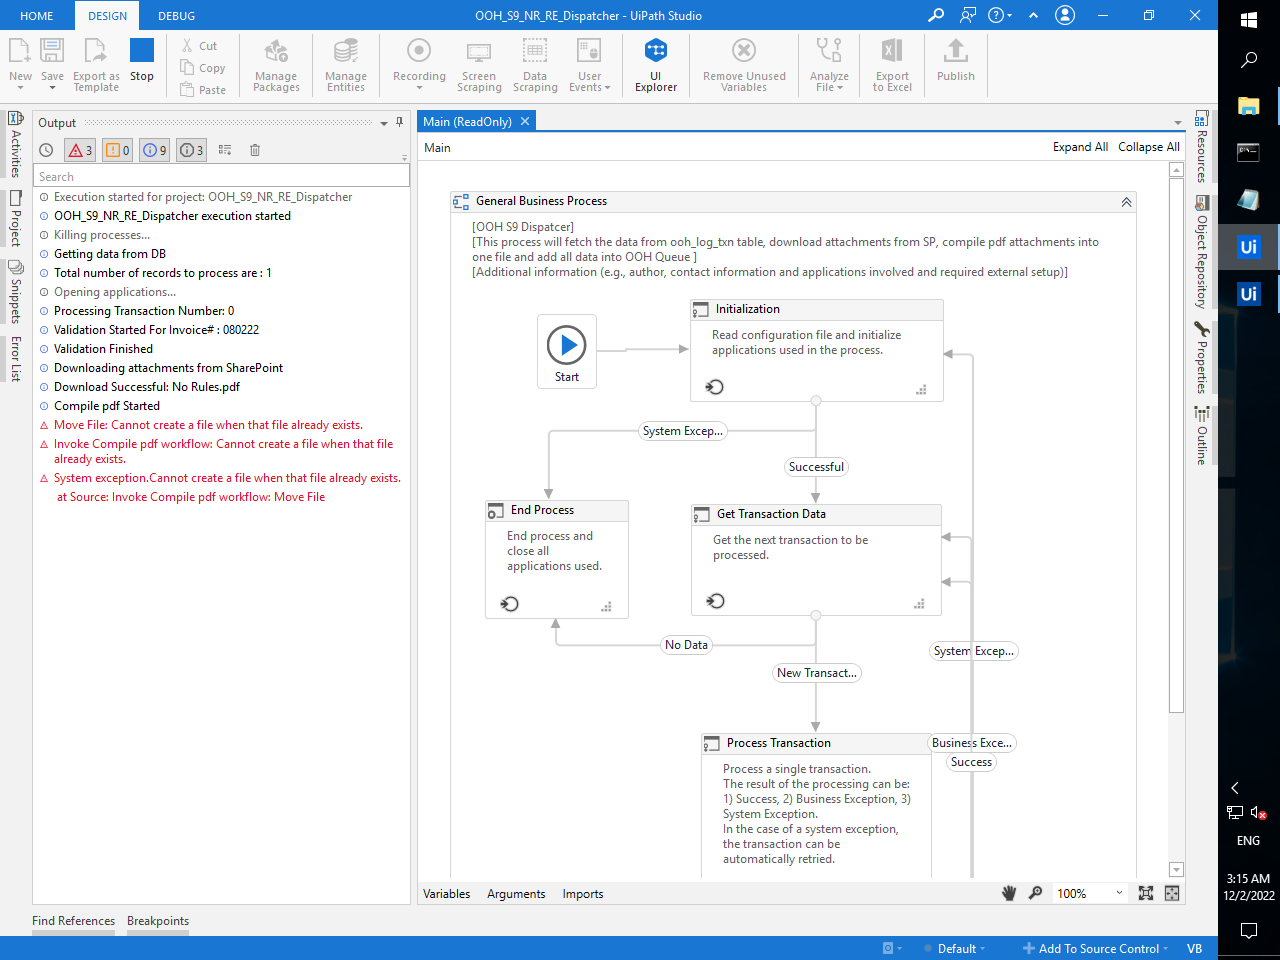 HOME
DESIGN
DEBUG
OOH_S9_NR_RE_Dispatcher - UiPath Studio
New
Save
Export as Template
Stop
Cut
Copy
Paste
Manage Packages
Manage Entities
Recording
Screen Scraping
Data Scraping
User Events
UI Explorer
Remove Unused Variables
Analyze File
Export to Excel
Publish
Activities
Project
Snippets
Error List
Output
3
0
9
3
Search
Execution started for project: OOH_S9_NR_RE_Dispatcher
OOH_S9_NR_RE_Dispatcher execution started
Killing processes...
Getting data from DB
Total number of records to process are : 1
Opening applications...
Processing Transaction Number: 0
Validation Started For Invoice# : 080222
Validation Finished
Downloading attachments from SharePoint
Download Successful: No Rules.pdf
Compile pdf Started
Move File: Cannot create a file when that file already exists.
Invoke Compile pdf workflow: Cannot create a file when that file
already exists.
System exception.Cannot create a file when that file already exists.
at Source: Invoke Compile pdf workflow: Move File
Find References
Breakpoints
Main (ReadOnly)
Main
Expand All
Collapse All
General Business Process
[OOH S9 Dispatcer]
[This process will fetch the data from ooh_log_txn table, download attachments from SP, compile pdf attachments into
one file and add all data into OOH Queue ]
[Additional information (e.g., author, contact information and applications involved and required external setup)]
Start
Initialization
Read configuration file and initialize
applications used in the process.
System Excep...
Successful
End Process
End process and
close all
applications used.
Get Transaction Data
Get the next transaction to be
processed.
No Data
New Transact...
System Excep...
Business Exce...
Success
Process Transaction
Process a single transaction.
The result of the processing can be:
1) Success, 2) Business Exception, 3)
System Exception.
In the case of a system exception,
the transaction can be
automatically retried.
Variables
Arguments
Imports
100%
Resources
Object Repository
Properties
Outline
Default
Add To Source Control
VB
Ui
Ui
ENG
3:15 AM
12/2/2022